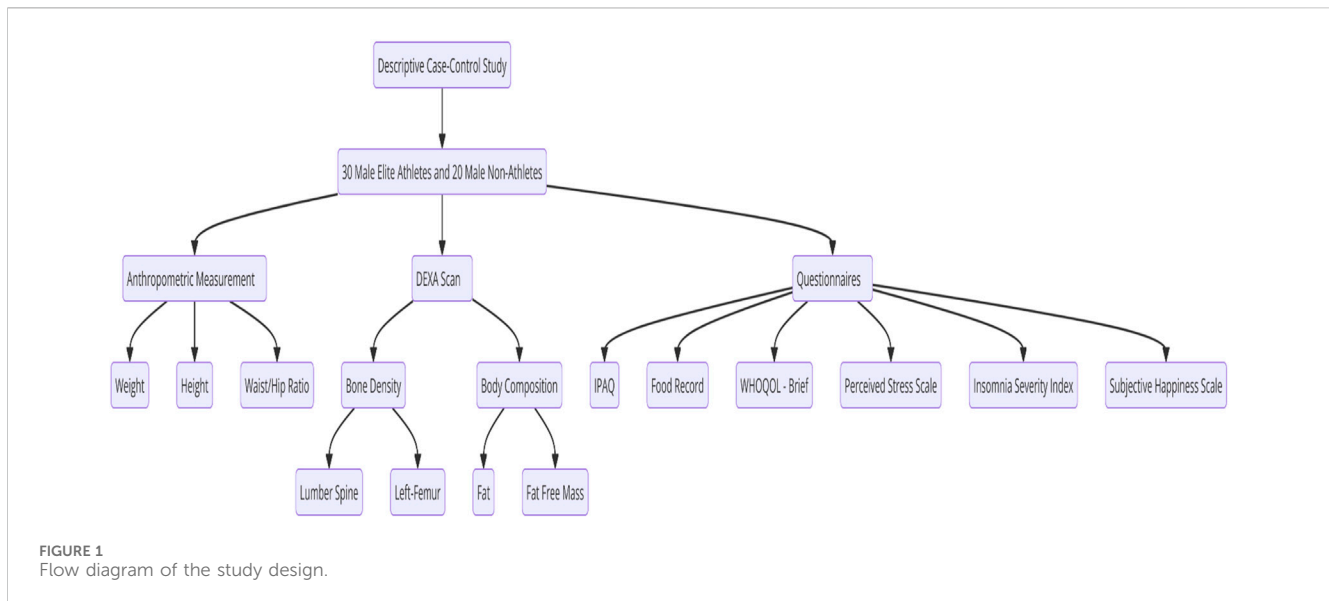 Descriptive Case-Control Study
30 Male Elite Athletes and 20 Male Non-Athletes
Anthropometric Measurement
DEXA Scan
Questionnaires
Weight
Height
Waist/Hip Ratio
Bone Density
Body Composition
IPAQ
Food Record
WHOQOL - Brief
Perceived Stress Scale
Insomnia Severity Index
Subjective Happiness Scale
Lumber Spine
Left-Femur
Fat
Fat Free Mass
FIGURE 1
Flow diagram of the study design.